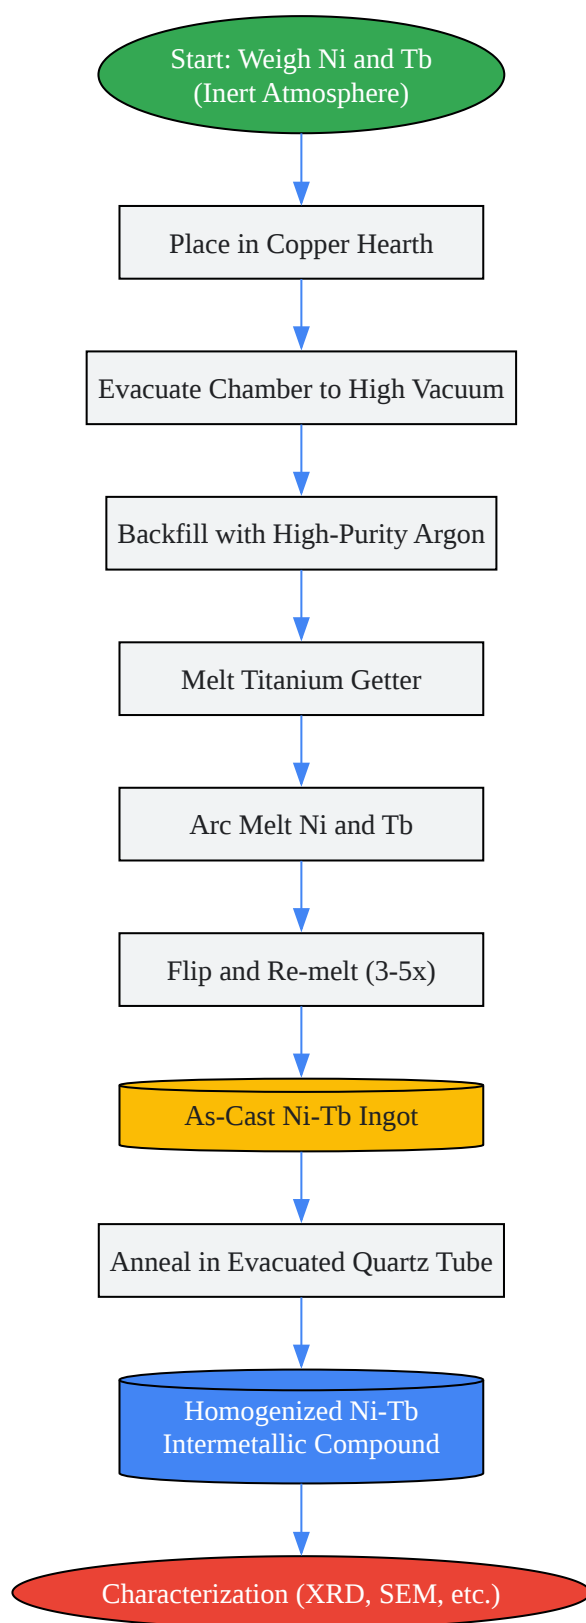 Start: Weigh Ni and Tb
(Inert Atmosphere)
Place in Copper Hearth
Evacuate Chamber to High Vacuum
Backfill with High-Purity Argon
Melt Titanium Getter
Arc Melt Ni and Tb
Flip and Re-melt (3-5x)
As-Cast Ni-Tb Ingot
Anneal in Evacuated Quartz Tube
Homogenized Ni-Tb
Intermetallic Compound
Characterization (XRD, SEM, etc.)